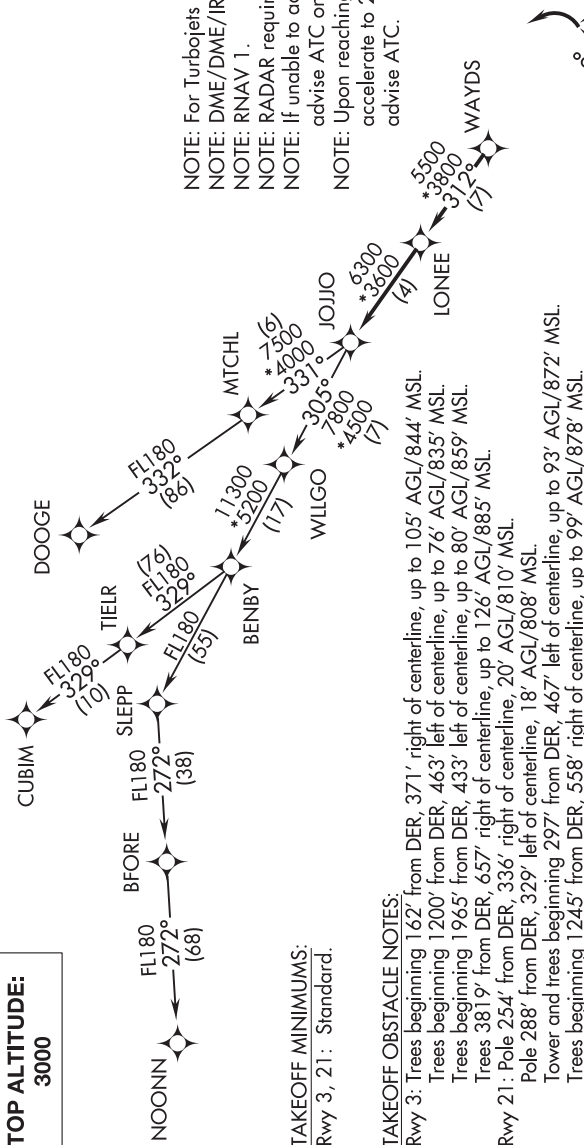 TOP ALTITUDE:
3000
NOTE: For Turbojets
NOTE: DME/DME/IR
NOTE: RNAV 1.
NOTE: RADAR requir
NOTE: If unable to ac
advise ATC on
NOTE: Upon reaching
accelerate to 2
advise ATC.
DOOGE
FL180
332°
(86)
MTCHL
(6)
7500
*4000
331°
JOJJO
6300
*3600
(4)
LONEE
5500
*3800
312°
(7)
WAYDS
305°
7800
*4500
(7)
WLLGO
11300
*5200
(17)
BENBY
(76)
FL180
329°
TIELR
FL180
329°
(10)
CUBIM
FL180
(55)
SLEPP
FL180
272°
(38)
BFORE
FL180
272°
(68)
NOONN
TAKEOFF MINIMUMS:
Rwy 3, 21: Standard.
TAKEOFF OBSTACLE NOTES:
Rwy 3: Trees beginning 162' from DER, 371' right of centerline, up to 105' AGL/844' MSL.
Trees beginning 1200' from DER, 463' left of centerline, up to 76' AGL/835' MSL.
Trees beginning 1965' from DER, 433' left of centerline, up to 80' AGL/859' MSL.
Trees 3819' from DER, 657' right of centerline, up to 126' AGL/885' MSL.
Rwy 21: Pole 254' from DER, 336' right of centerline, 20' AGL/810' MSL.
Pole 288' from DER, 329' left of centerline, 18' AGL/808' MSL.
Tower and trees beginning 297' from DER, 467' left of centerline, up to 93' AGL/872' MSL.
Trees beginning 1245' from DER, 558' right of centerline, up to 99' AGL/878' MSL.